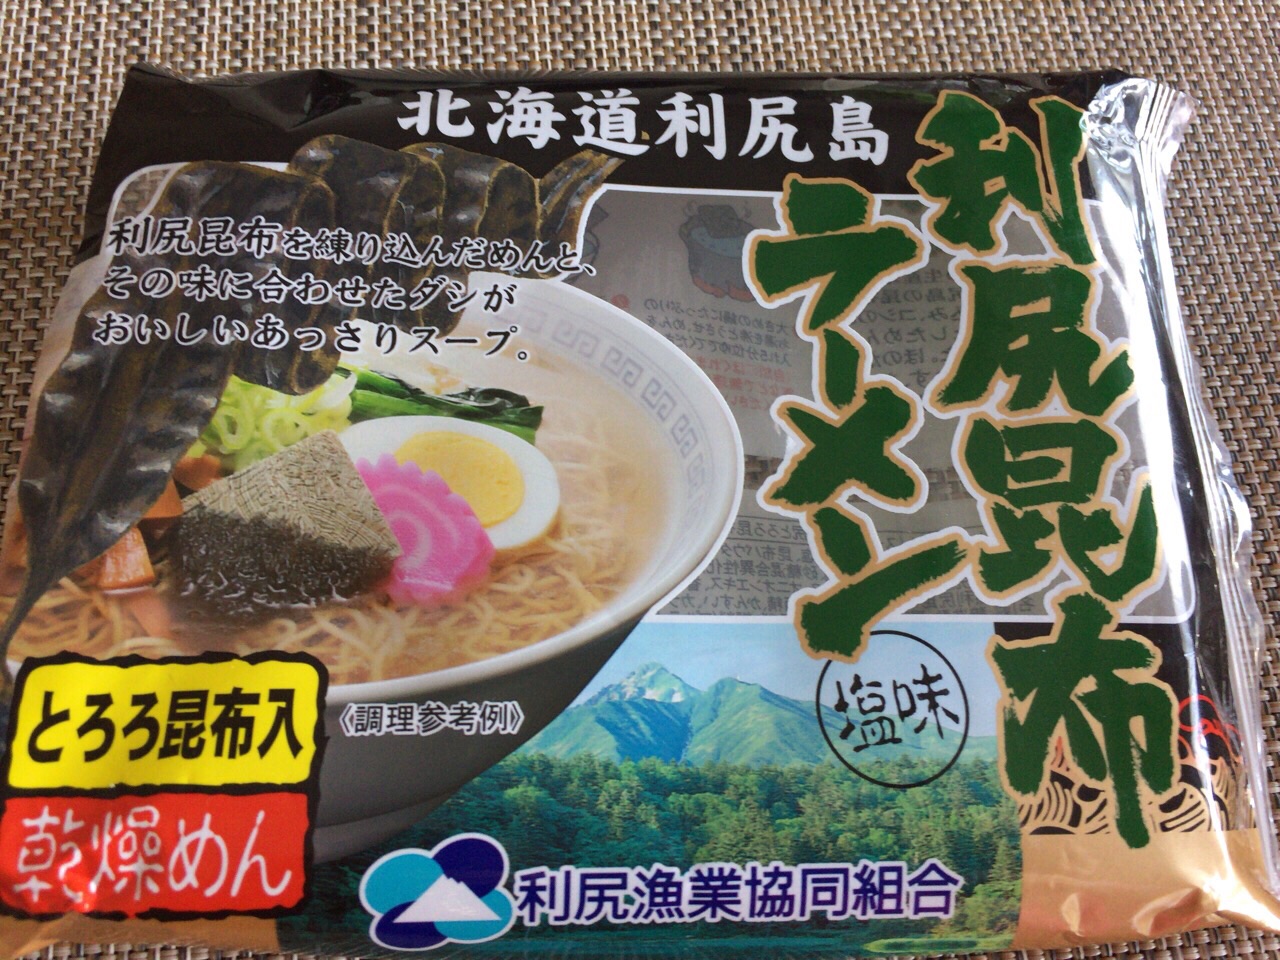 北海道利尻島
利尻昆布
ラーメン
塩味
利尻昆布を練り込んだめんと、
その味に合わせたダシが
おいしいあっさりスープ。
とろろ昆布入
乾燥めん
〈調理参考例〉
利尻漁業協同組合